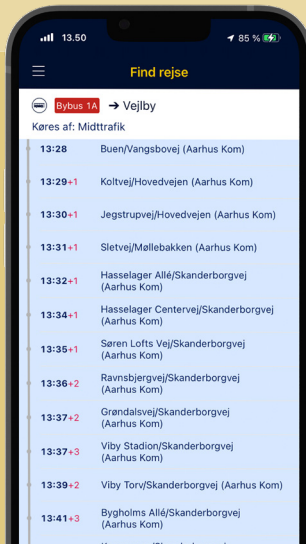 13.50
85 %
Find rejse
Bybus 1A → Vejlby
Køres af: Midttrafik
13:28 Buen/Vangsbovej (Aarhus Kom)
13:29+1 Koltvej/Hovedvejen (Aarhus Kom)
13:30+1 Jegstrupvej/Hovedvejen (Aarhus Kom)
13:31+1 Sletvej/Møllebakken (Aarhus Kom)
13:32+1 Hasselager Allé/Skanderborgvej
(Aarhus Kom)
13:34+1 Hasselager Centervej/Skanderborgvej
(Aarhus Kom)
13:35+1 Søren Lofts Vej/Skanderborgvej
(Aarhus Kom)
13:36+2 Ravnsbjergvej/Skanderborgvej
(Aarhus Kom)
13:37+2 Grøndalsvej/Skanderborgvej
(Aarhus Kom)
13:37+3 Viby Stadion/Skanderborgvej
(Aarhus Kom)
13:39+2 Viby Torv/Skanderborgvej (Aarhus Kom)
13:41+3 Bygholms Allé/Skanderborgvej
(Aarhus Kom)